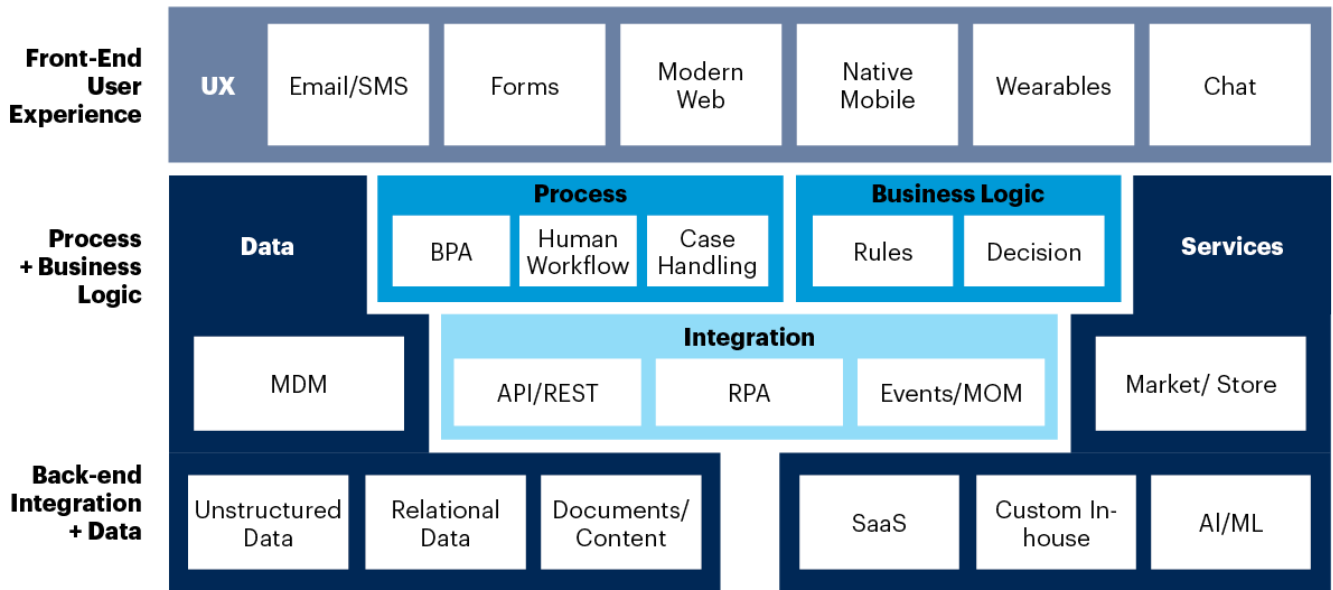 Front-End
User
Experience
UX
Email/SMS
Forms
Modern
Web
Native
Mobile
Wearables
Chat
Process
+ Business
Logic
Data
Process
BPA
Human
Workflow
Case
Handling
Business Logic
Rules
Decision
Services
MDM
Integration
API/REST
RPA
Events/MOM
Market/ Store
Back-end
Integration
+ Data
Unstructured
Data
Relational
Data
Documents/
Content
SaaS
Custom In-
house
AI/ML